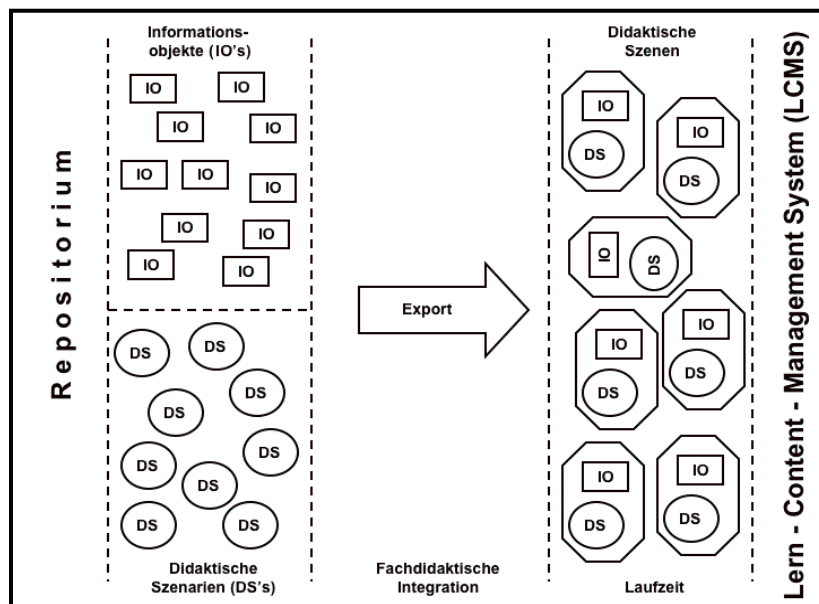 Repositorium
Informations-
objekte (IO's)
IO
IO
IO
IO
IO
IO
IO
IO
IO
IO
IO
DS
DS
DS
DS
DS
DS
DS
DS
DS
Didaktische
Szenarien (DS's)
Export
Fachdidaktische
Integration
Didaktische
Szenen
IO
DS
IO
DS
IO
DS
IO
DS
IO
DS
IO
DS
IO
DS
Laufzeit
Lern - Content - Management System (LCMS)